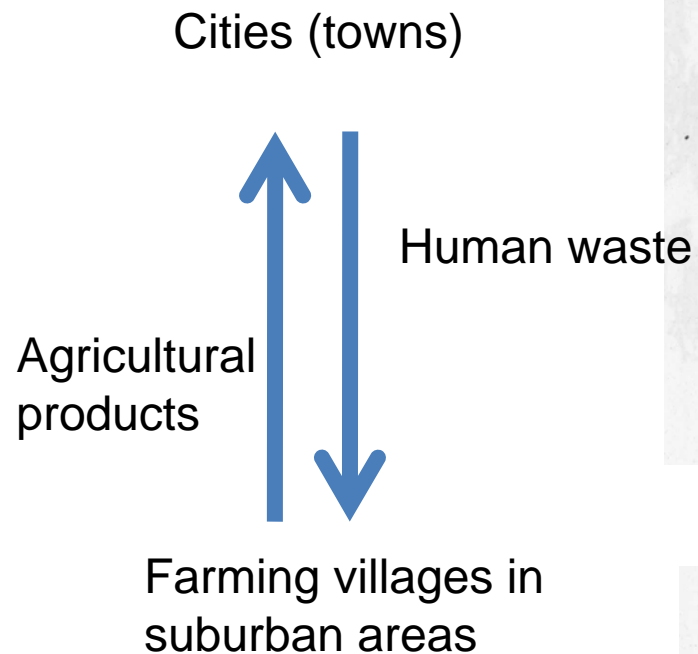 Cities (towns)
Human waste
Agricultural
products
Farming villages in
suburban areas